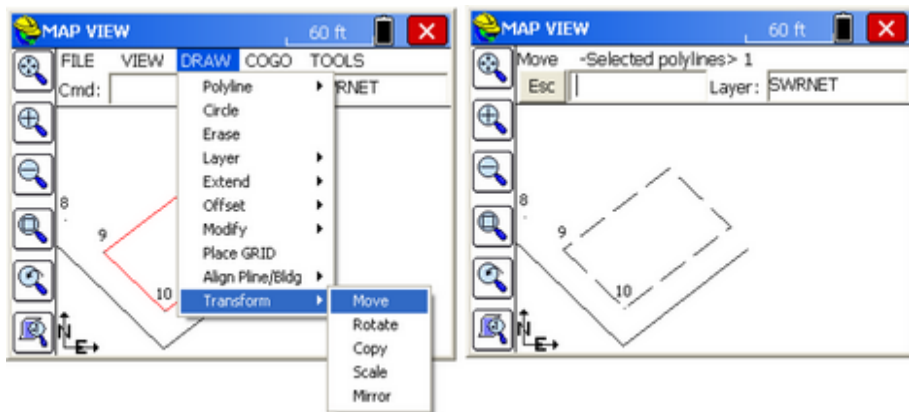 MAP VIEW 60 ft
FILE VIEW DRAW COGO TOOLS
Cmd: RNET
Polyline
Circle
Erase
Layer
Extend
Offset
Modify
Place GRID
Align Pline/Bldg
Transform
Move
Rotate
Copy
Scale
Mirror
8
9
10
N
E
MAP VIEW 60 ft
Move -Selected polylines> 1
Esc Layer: SWRNET
8
9
10
N
E